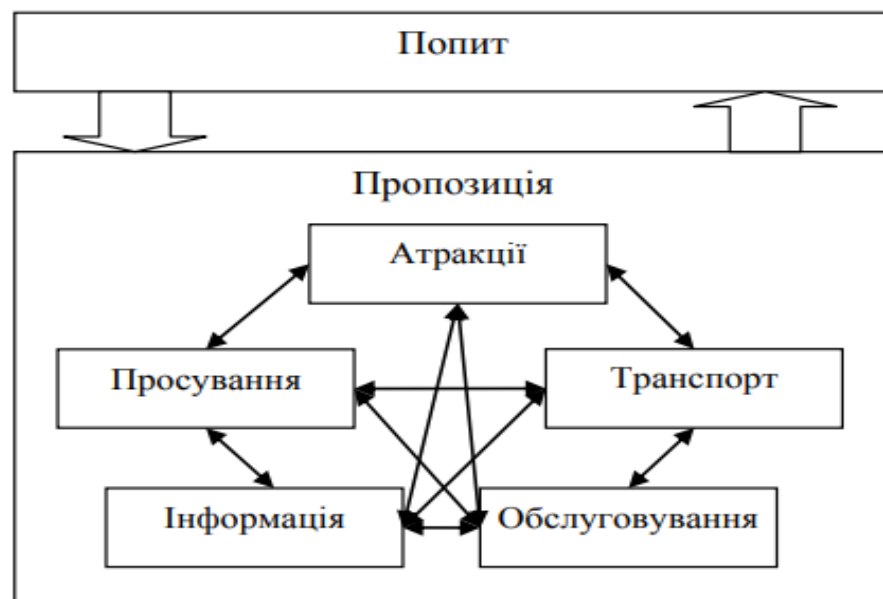 Попит
Пропозиція
Атракції
Просування
Транспорт
Інформація
Обслуговування